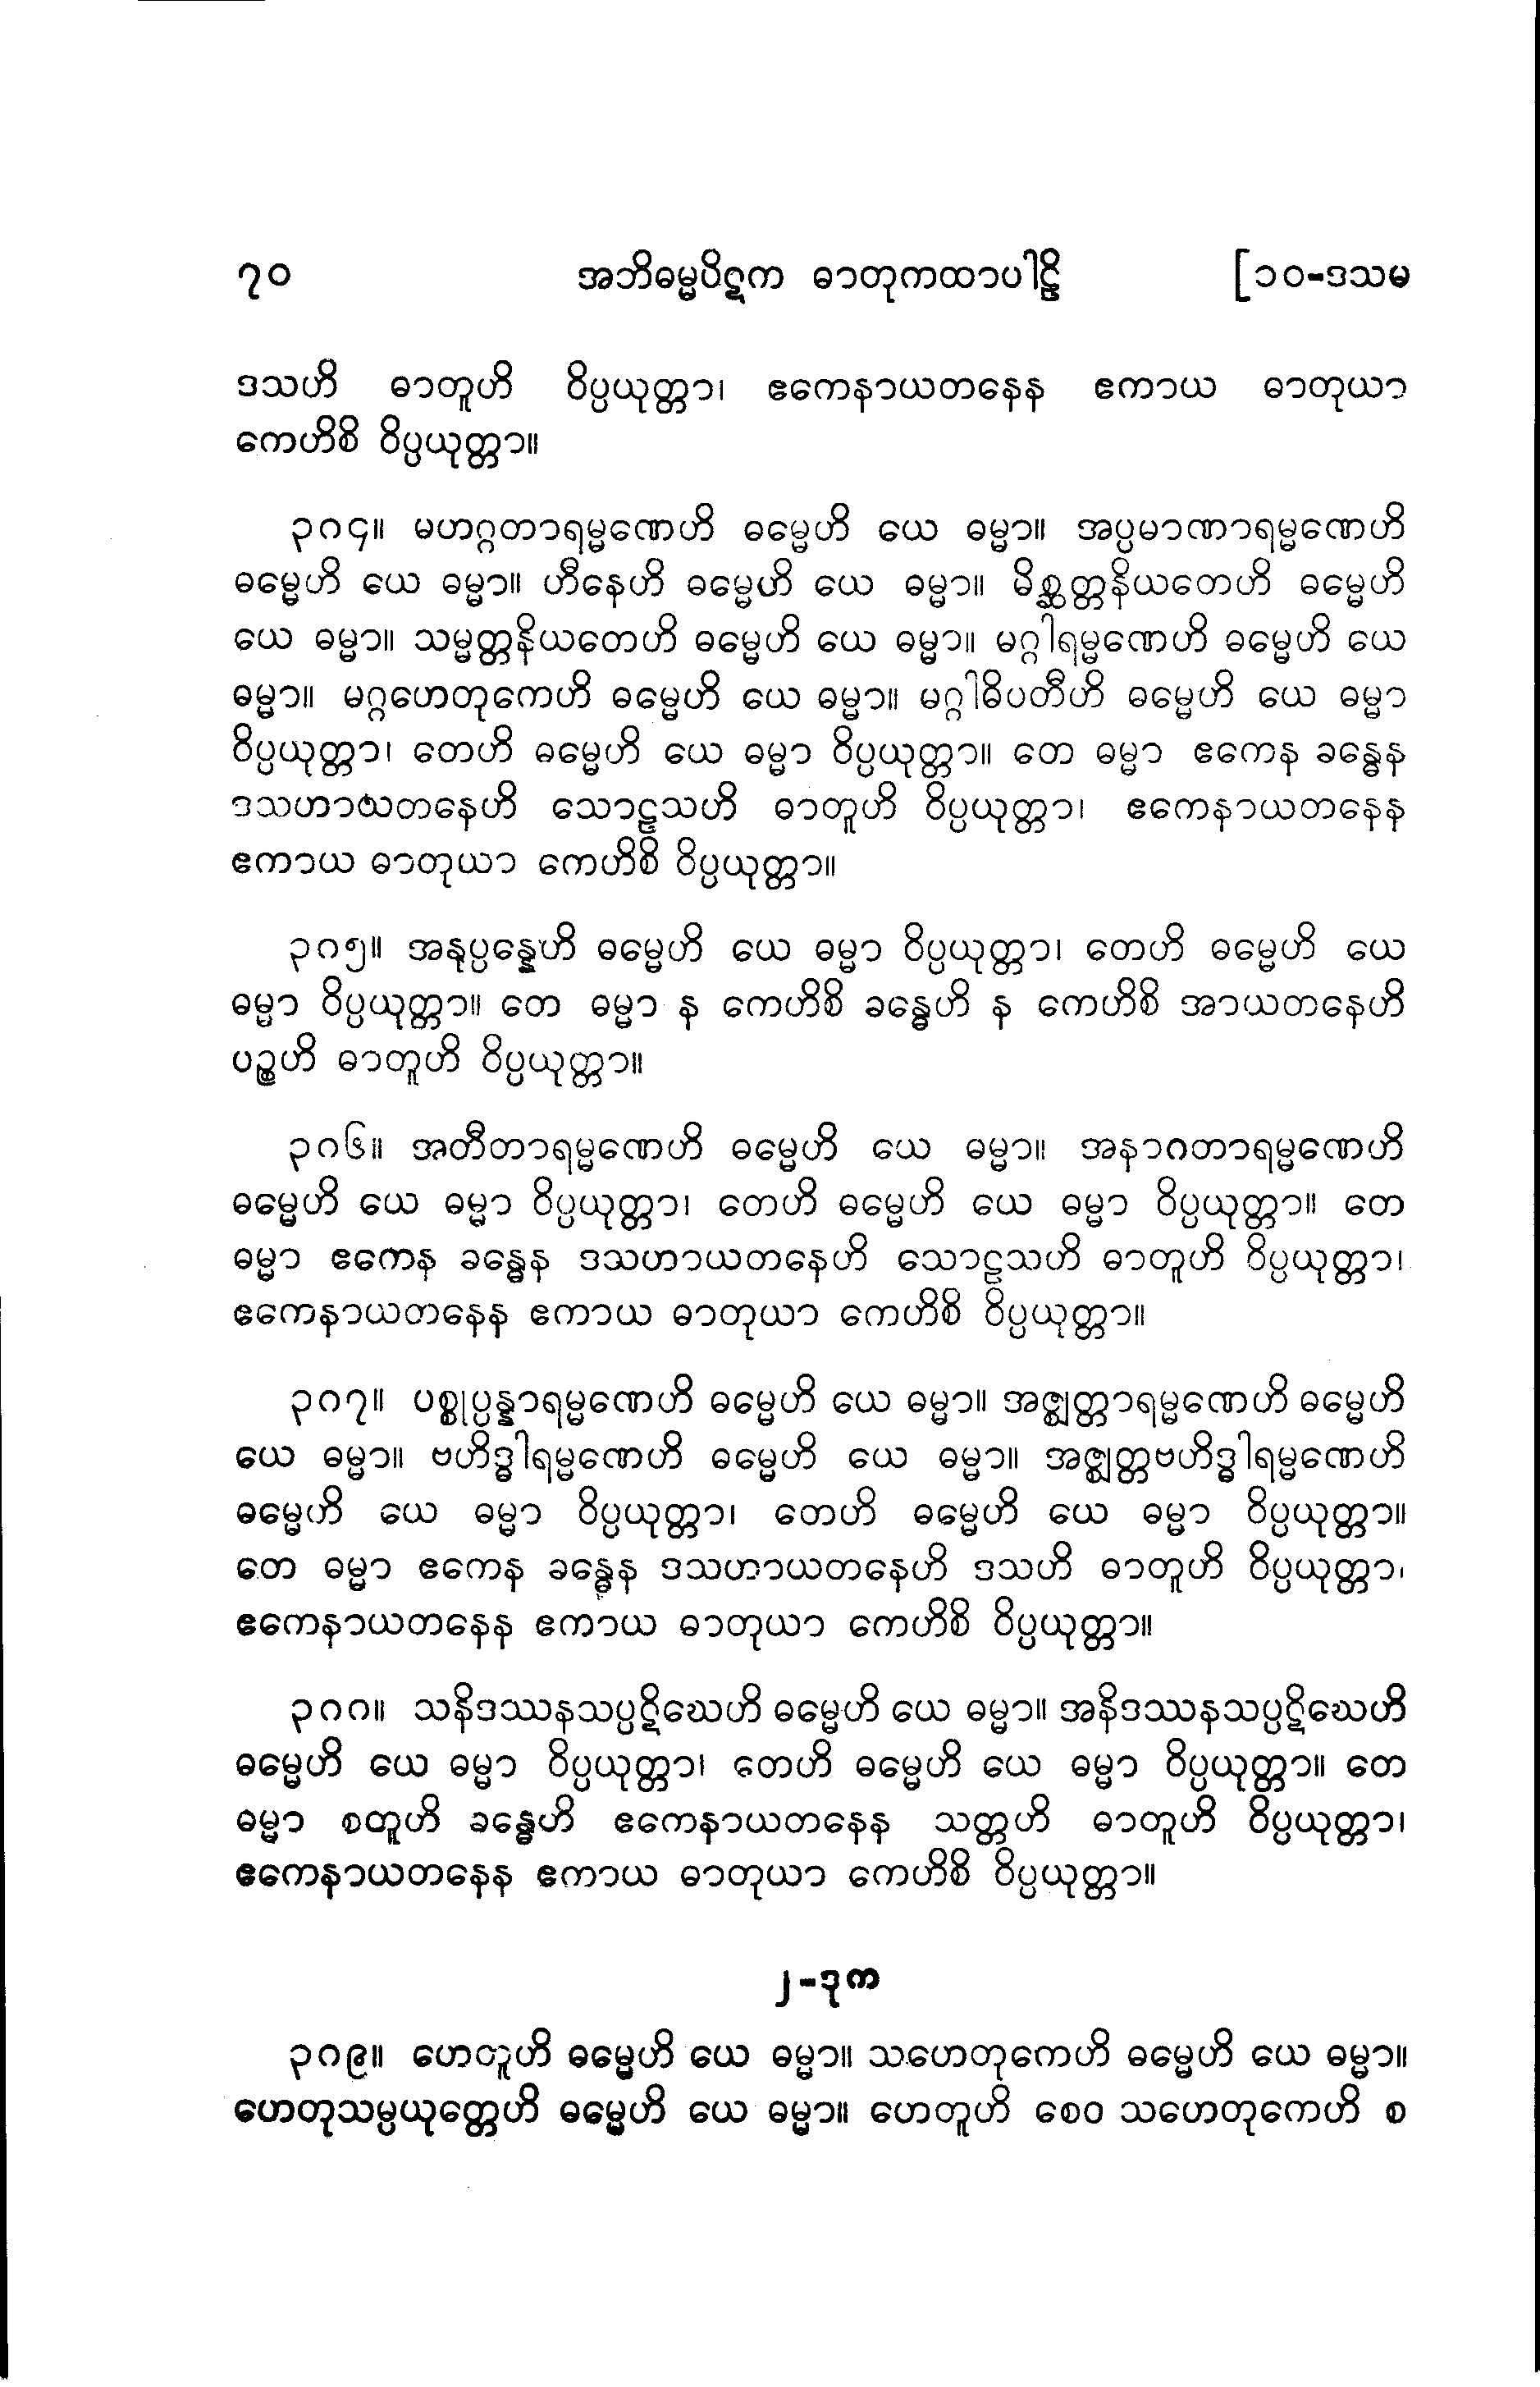 ၇၀ အဘိဓမ္မပိဋက ဓာတုကထာပါဠိ [၁၀-ဒသမ
ဒသဟိ ဓာတူဟိ ဝိပ္ပယုတ္တာ၊ ဧကေနာယတနေန ဧကာယ ဓာတုယာ
ကေဟိစိ ဝိပ္ပယုတ္တာ။
၃၈၄။ မဟဂ္ဂတာရမ္မဏေဟိ ဓမ္မေဟိ ယေ ဓမ္မာ။ အပ္ပမာဏာရမ္မဏေဟိ
ဓမ္မေဟိ ယေ ဓမ္မာ။ ဟီနေဟိ ဓမ္မေဟိ ယေ ဓမ္မာ။ မိစ္ဆတ္တနိယတေဟိ ဓမ္မေဟိ
ယေ ဓမ္မာ။ သမ္မတ္တနိယတေဟိ ဓမ္မေဟိ ယေ ဓမ္မာ။ မဂ္ဂါရမ္မဏေဟိ ဓမ္မေဟိ ယေ
ဓမ္မာ။ မဂ္ဂဟေတုကေဟိ ဓမ္မေဟိ ယေ ဓမ္မာ။ မဂ္ဂါဓိပတီဟိ ဓမ္မေဟိ ယေ ဓမ္မာ
ဝိပ္ပယုတ္တာ၊ တေဟိ ဓမ္မေဟိ ယေ ဓမ္မာ ဝိပ္ပယုတ္တာ။ တေ ဓမ္မာ ဧကေန ခန္ဓေန
ဒသဟာယတနေဟိ သောဠသဟိ ဓာတူဟိ ဝိပ္ပယုတ္တာ၊ ဧကေနာယတနေန
ဧကာယ ဓာတုယာ ကေဟိစိ ဝိပ္ပယုတ္တာ။
၃၈၅။ အနုပ္ပန္နေဟိ ဓမ္မေဟိ ယေ ဓမ္မာ ဝိပ္ပယုတ္တာ၊ တေဟိ ဓမ္မေဟိ ယေ
ဓမ္မာ ဝိပ္ပယုတ္တာ။ တေ ဓမ္မာ န ကေဟိစိ ခန္ဓေဟိ န ကေဟိစိ အာယတနေဟိ
ပဉ္စဟိ ဓာတူဟိ ဝိပ္ပယုတ္တာ။
၃၈၆။ အတီတာရမ္မဏေဟိ ဓမ္မေဟိ ယေ ဓမ္မာ။ အနာဂတာရမ္မဏေဟိ
ဓမ္မေဟိ ယေ ဓမ္မာ ဝိပ္ပယုတ္တာ၊ တေဟိ ဓမ္မေဟိ ယေ ဓမ္မာ ဝိပ္ပယုတ္တာ။ တေ
ဓမ္မာ ဧကေန ခန္ဓေန ဒသဟာယတနေဟိ သောဠသဟိ ဓာတူဟိ ဝိပ္ပယုတ္တာ၊
ဧကေနာယတနေန ဧကာယ ဓာတုယာ ကေဟိစိ ဝိပ္ပယုတ္တာ။
၃၈၇။ ပစ္စုပ္ပန္နာရမ္မဏေဟိ ဓမ္မေဟိ ယေ ဓမ္မာ။ အဇ္ဈတ္တာရမ္မဏေဟိ ဓမ္မေဟိ
ယေ ဓမ္မာ။ ဗဟိဒ္ဓါရမ္မဏေဟိ ဓမ္မေဟိ ယေ ဓမ္မာ။ အဇ္ဈတ္တဗဟိဒ္ဓါရမ္မဏေဟိ
ဓမ္မေဟိ ယေ ဓမ္မာ ဝိပ္ပယုတ္တာ၊ တေဟိ ဓမ္မေဟိ ယေ ဓမ္မာ ဝိပ္ပယုတ္တာ။
တေ ဓမ္မာ ဧကေန ခန္ဓေန ဒသဟာယတနေဟိ ဒသဟိ ဓာတူဟိ ဝိပ္ပယုတ္တာ၊
ဧကေနာယတနေန ဧကာယ ဓာတုယာ ကေဟိစိ ဝိပ္ပယုတ္တာ။
၃၈၈။ သနိဒဿနသပ္ပဋိဃေဟိ ဓမ္မေဟိ ယေ ဓမ္မာ။ အနိဒဿနသပ္ပဋိဃေဟိ
ဓမ္မေဟိ ယေ ဓမ္မာ ဝိပ္ပယုတ္တာ၊ တေဟိ ဓမ္မေဟိ ယေ ဓမ္မာ ဝိပ္ပယုတ္တာ။ တေ
ဓမ္မာ စတူဟိ ခန္ဓေဟိ ဧကေနာယတနေန သတ္တဟိ ဓာတူဟိ ဝိပ္ပယုတ္တာ၊
ဧကေနာယတနေန ဧကာယ ဓာတုယာ ကေဟိစိ ဝိပ္ပယုတ္တာ။
၂-ဒုက
၃၈၉။ ဟေတူဟိ ဓမ္မေဟိ ယေ ဓမ္မာ။ သဟေတုကေဟိ ဓမ္မေဟိ ယေ ဓမ္မာ။
ဟေတုသမ္ပယုတ္တေဟိ ဓမ္မေဟိ ယေ ဓမ္မာ။ ဟေတူဟိ စေဝ သဟေတုကေဟိ စ